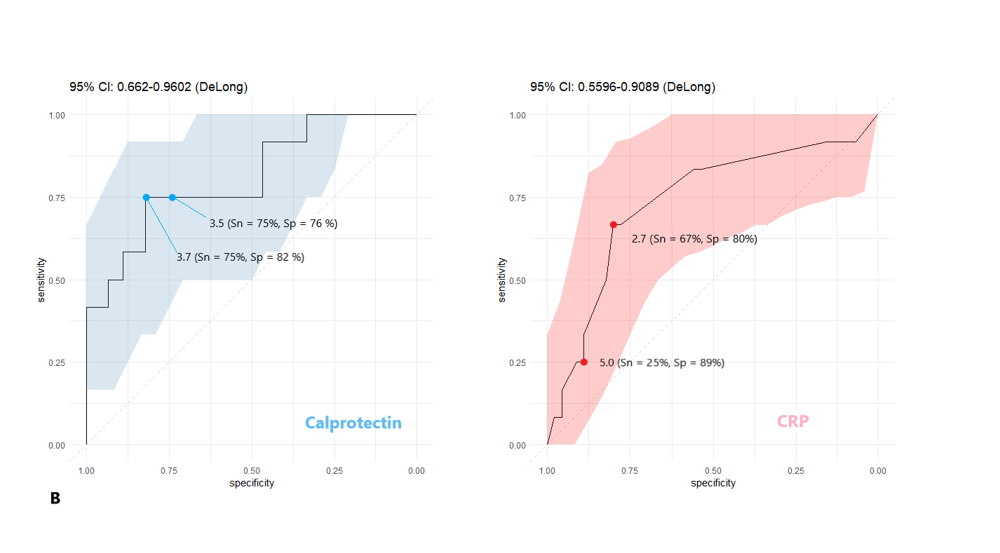 95% CI: 0.662-0.9602 (DeLong)
1.00
0.75
0.50
0.25
0.00
sensitivity
3.5 (Sn = 75%, Sp = 76 %)
3.7 (Sn = 75%, Sp = 82 %)
Calprotectin
1.00
0.75
0.50
0.25
0.00
specificity
95% CI: 0.5596-0.9089 (DeLong)
1.00
0.75
0.50
0.25
0.00
sensitivity
2.7 (Sn = 67%, Sp = 80%)
5.0 (Sn = 25%, Sp = 89%)
CRP
1.00
0.75
0.50
0.25
0.00
specificity
B